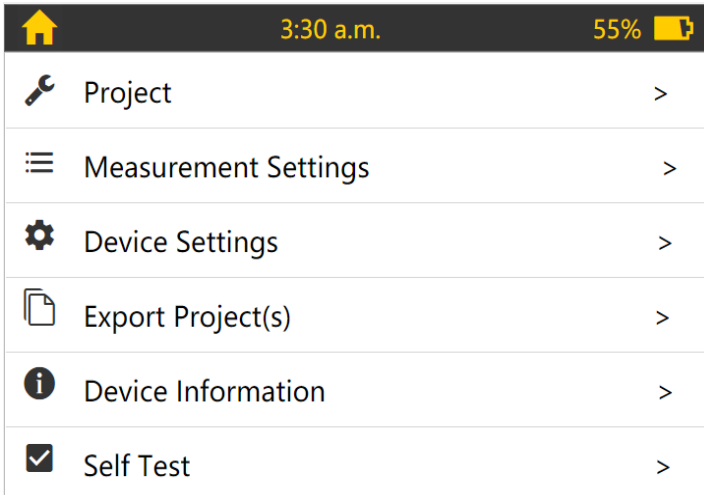 3:30 a.m. 55%
Project >
Measurement Settings >
Device Settings >
Export Project(s) >
Device Information >
Self Test >